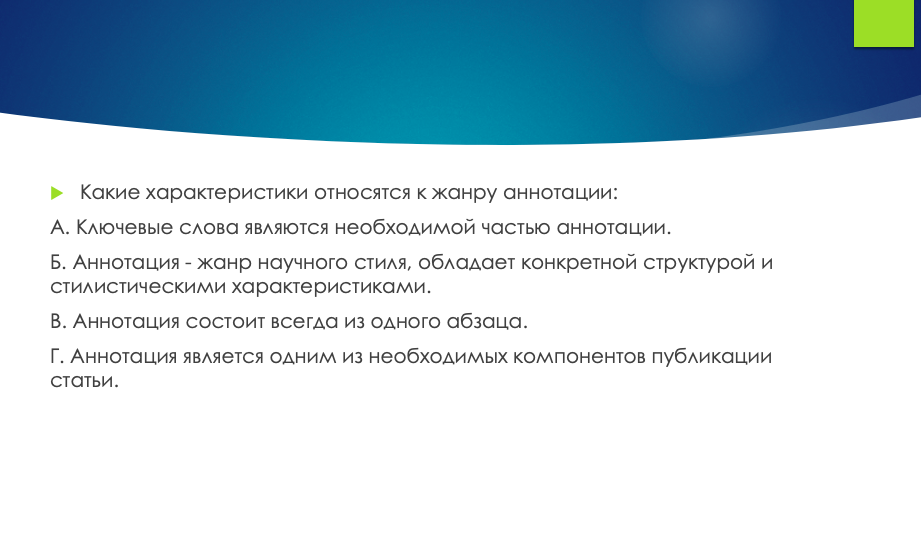 Какие характеристики относятся к жанру аннотации:
А. Ключевые слова являются необходимой частью аннотации.
Б. Аннотация - жанр научного стиля, обладает конкретной структурой и
стилистическими характеристиками.
В. Аннотация состоит всегда из одного абзаца.
Г. Аннотация является одним из необходимых компонентов публикации
статьи.